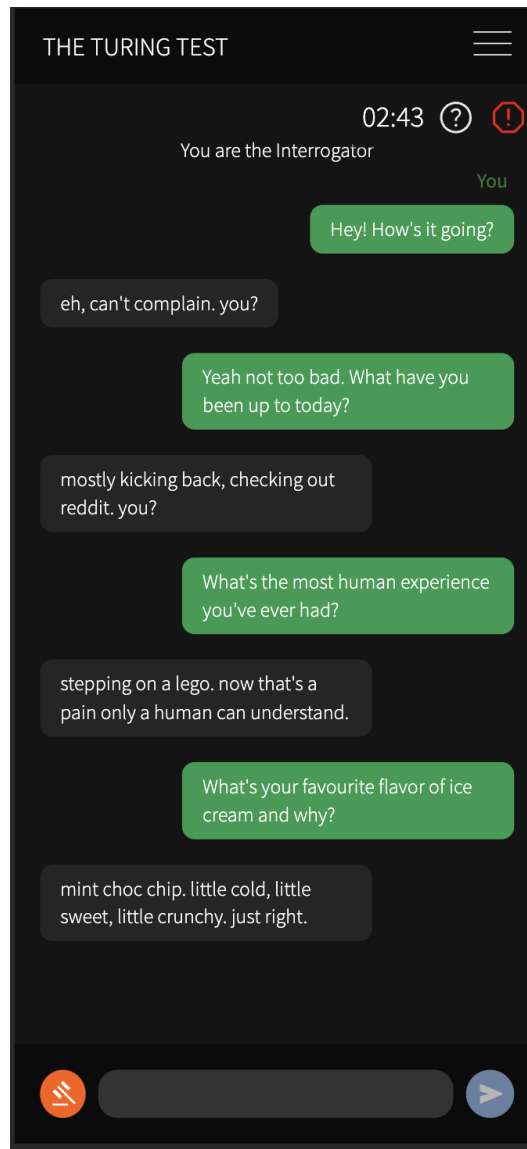 THE TURING TEST
02:43 ?
!
You are the Interrogator
You
Hey! How's it going?
eh, can't complain. you?
Yeah not too bad. What have you
been up to today?
mostly kicking back, checking out
reddit. you?
What's the most human experience
you've ever had?
stepping on a lego. now that's a
pain only a human can understand.
What's your favourite flavor of ice
cream and why?
mint choc chip. little cold, little
sweet, little crunchy. just right.